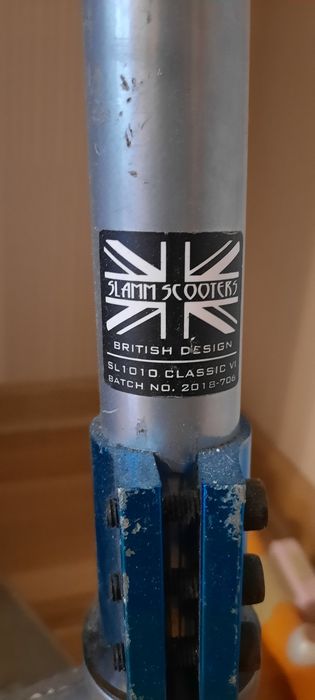 SLAMM SCOOTERS
BRITISH DESIGN
SL1010 CLASSIC VI
BATCH NO. 2018-706